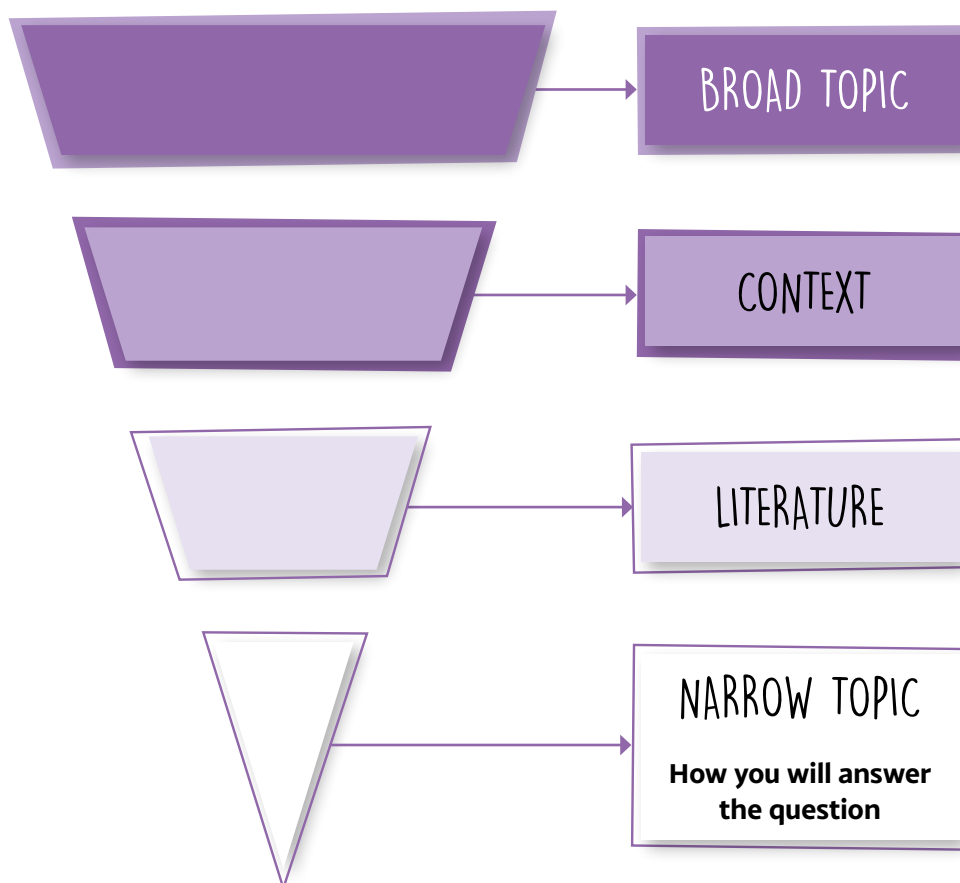 BROAD TOPIC
CONTEXT
LITERATURE
NARROW TOPIC
How you will answer
the question